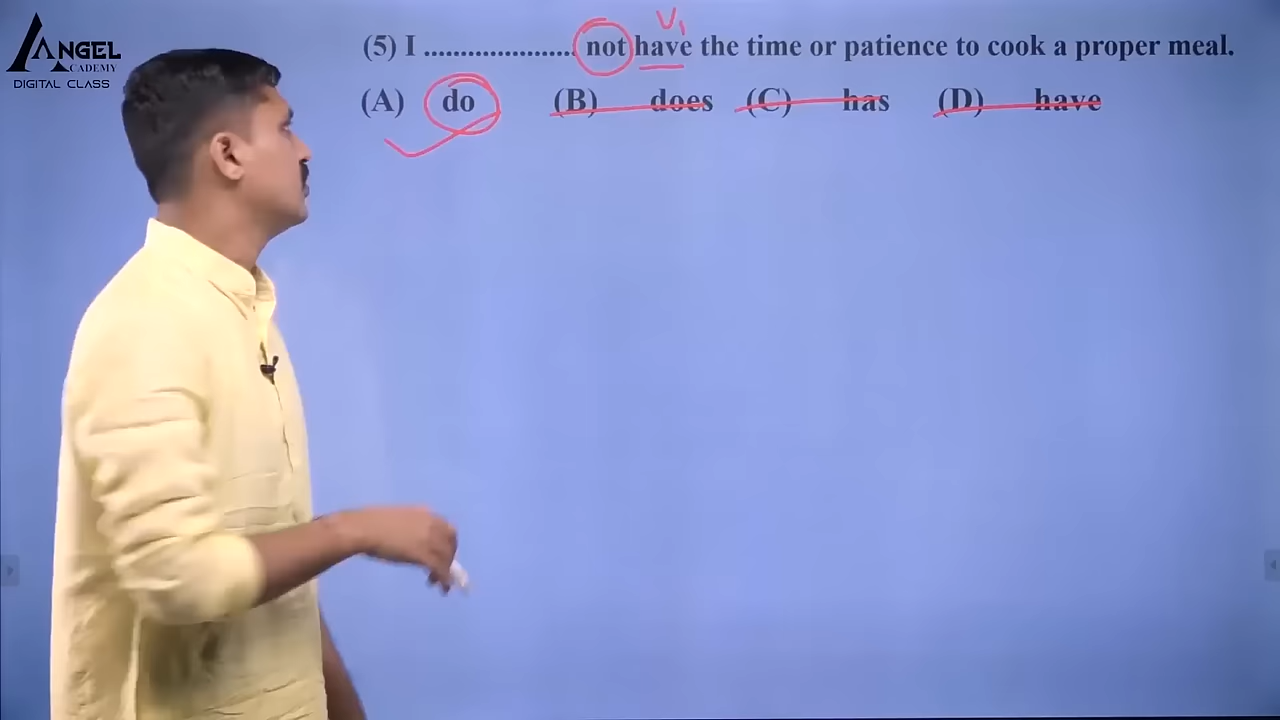 ANGEL
ACADEMY
DIGITAL CLASS
V1
(5) I ...................... not have the time or patience to cook a proper meal.
(A) do (B) does (C) has (D) have